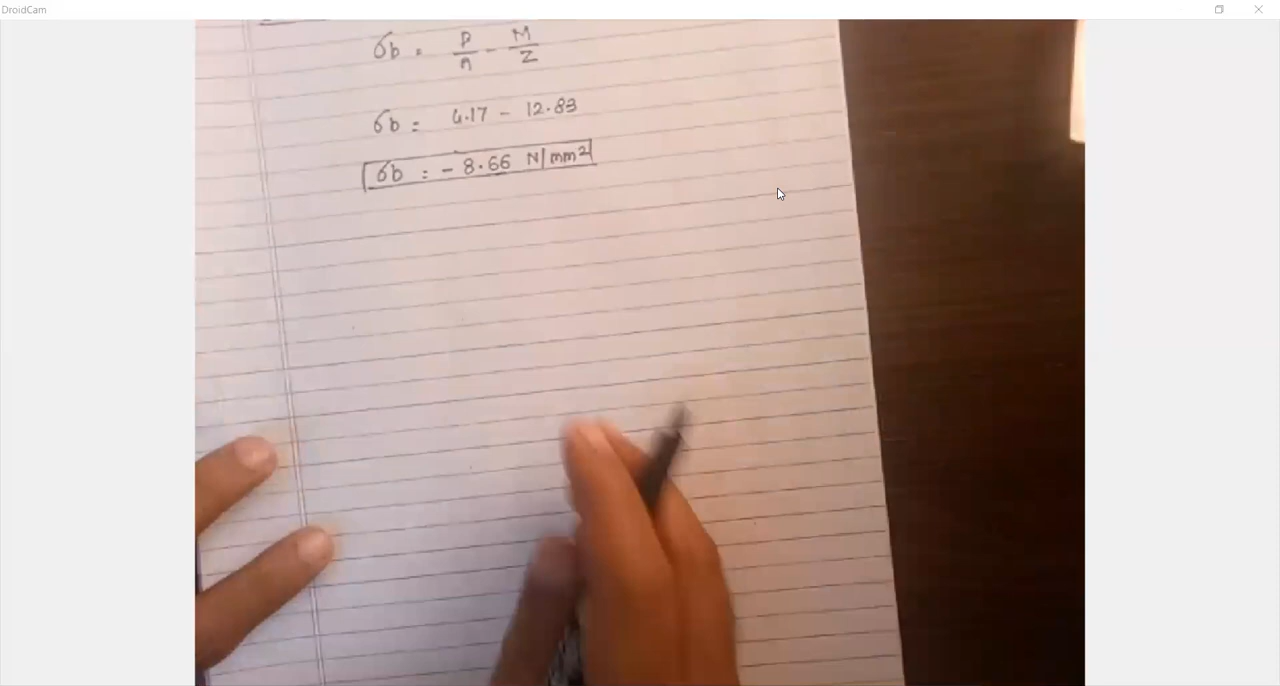 DroidCam
σb = P/A - M/Z
σb = 4.17 - 12.83
σb = - 8.66 N/mm²